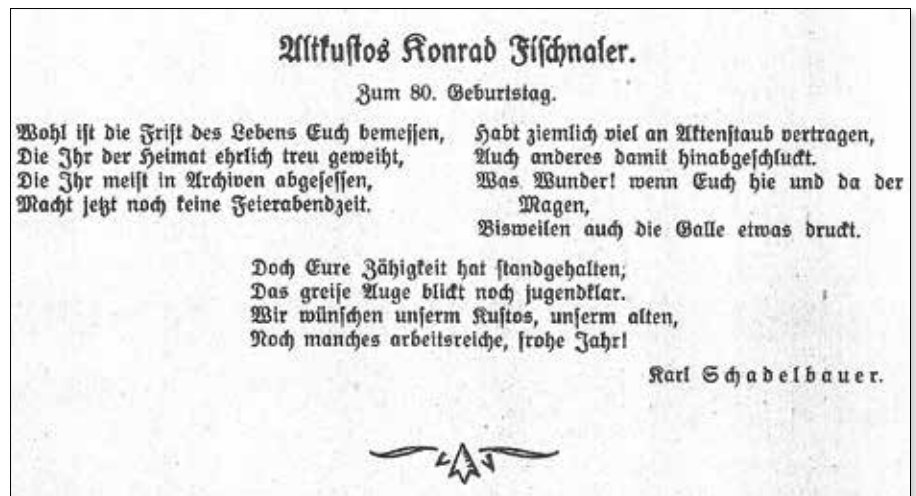 Altkustos Konrad Fischnaler.
Zum 80. Geburtstag.
Wohl ist die Frist des Lebens Euch bemessen,
Die Ihr der Heimat ehrlich treu geweiht,
Die Ihr meist in Archiven abgesessen,
Macht jetzt noch keine Feierabendzeit.
Habt ziemlich viel an Aktenstaub vertragen,
Auch anderes damit hinabgeschluckt.
Was Wunder! wenn Euch hie und da der
Magen,
Bisweilen auch die Galle etwas druckt.
Doch Eure Zähigkeit hat standgehalten,
Das greise Auge blickt noch jugendklar.
Wir wünschen unserm Kustos, unserm alten,
Noch manches arbeitsreiche, frohe Jahr!
Karl Schadelbauer.